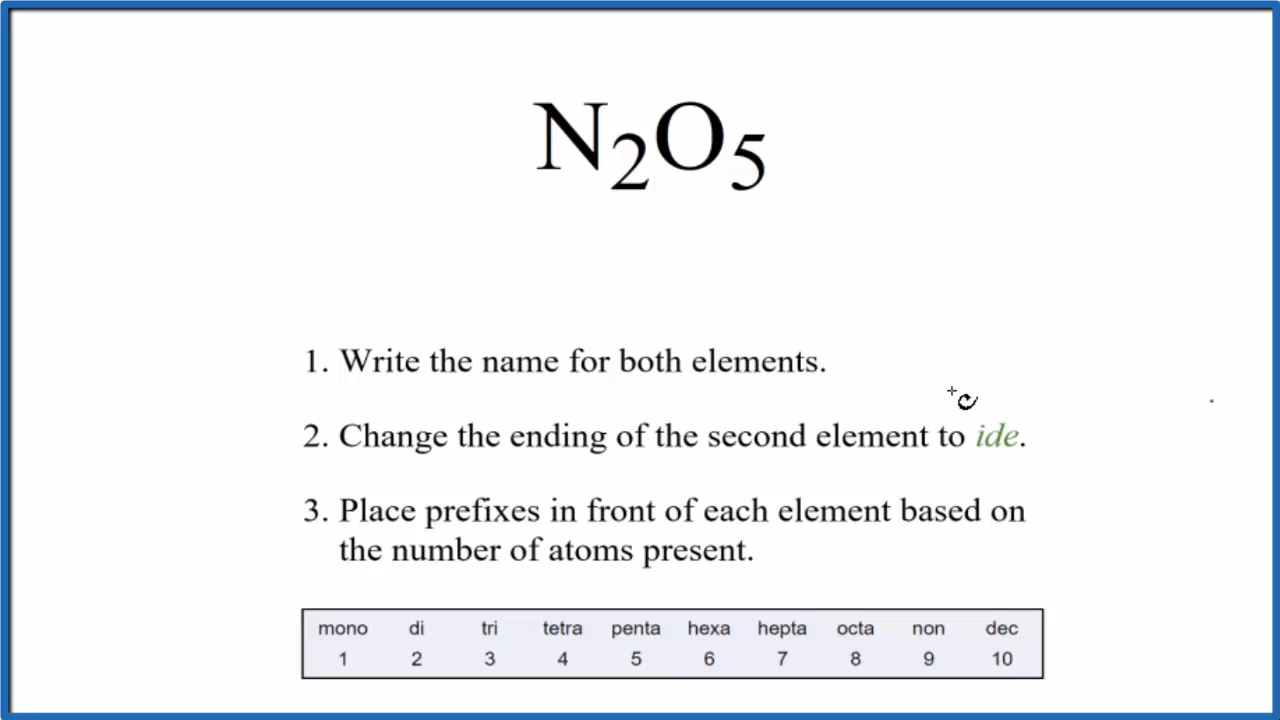 N₂O₅
1. Write the name for both elements.
2. Change the ending of the second element to ide.
3. Place prefixes in front of each element based on
the number of atoms present.
mono di tri tetra penta hexa hepta octa non dec
1 2 3 4 5 6 7 8 9 10